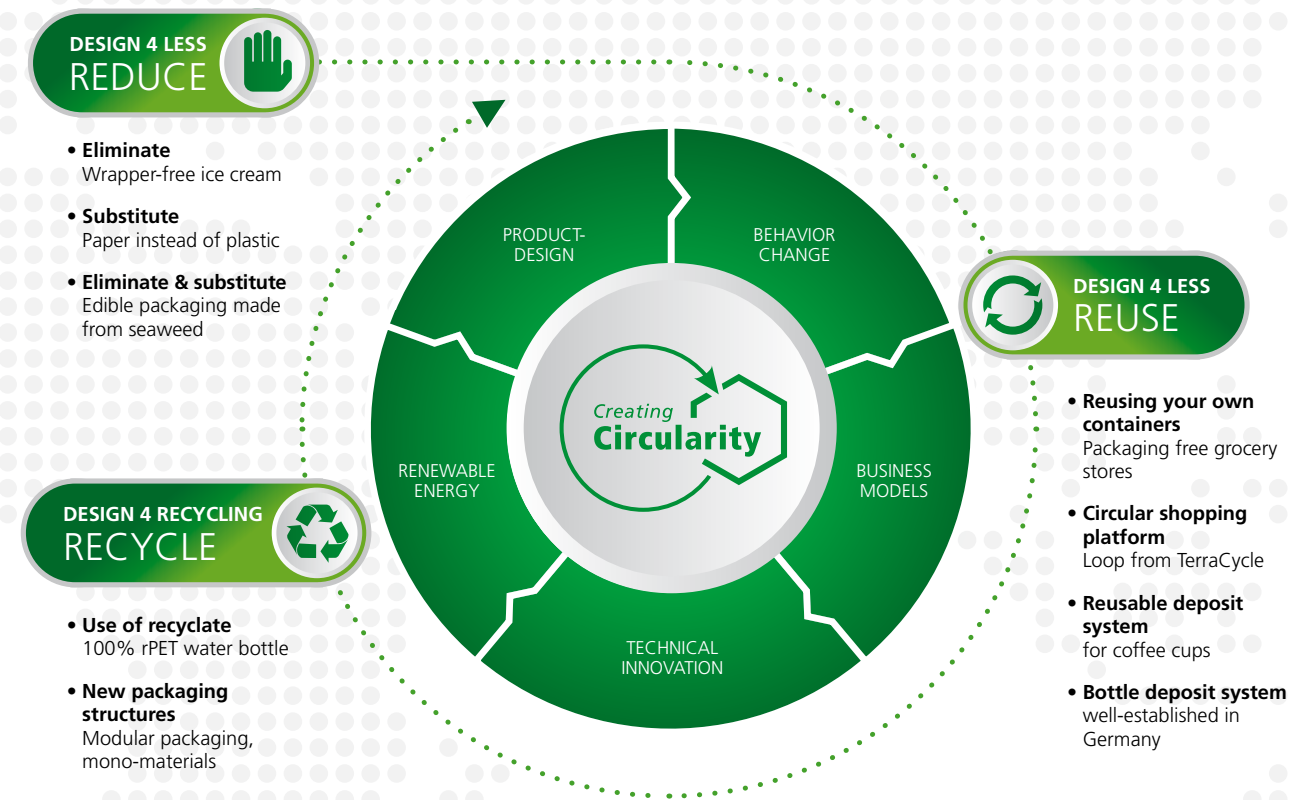 DESIGN 4 LESS
REDUCE
• Eliminate
Wrapper-free ice cream
• Substitute
Paper instead of plastic
• Eliminate & substitute
Edible packaging made
from seaweed
PRODUCT-
DESIGN
BEHAVIOR
CHANGE
DESIGN 4 LESS
REUSE
• Reusing your own
containers
Packaging free grocery
stores
• Circular shopping
platform
Loop from TerraCycle
• Reusable deposit
system
for coffee cups
• Bottle deposit system
well-established in
Germany
Creating
Circularity
RENEWABLE
ENERGY
BUSINESS
MODELS
TECHNICAL
INNOVATION
DESIGN 4 RECYCLING
RECYCLE
• Use of recyclate
100% rPET water bottle
• New packaging
structures
Modular packaging,
mono-materials